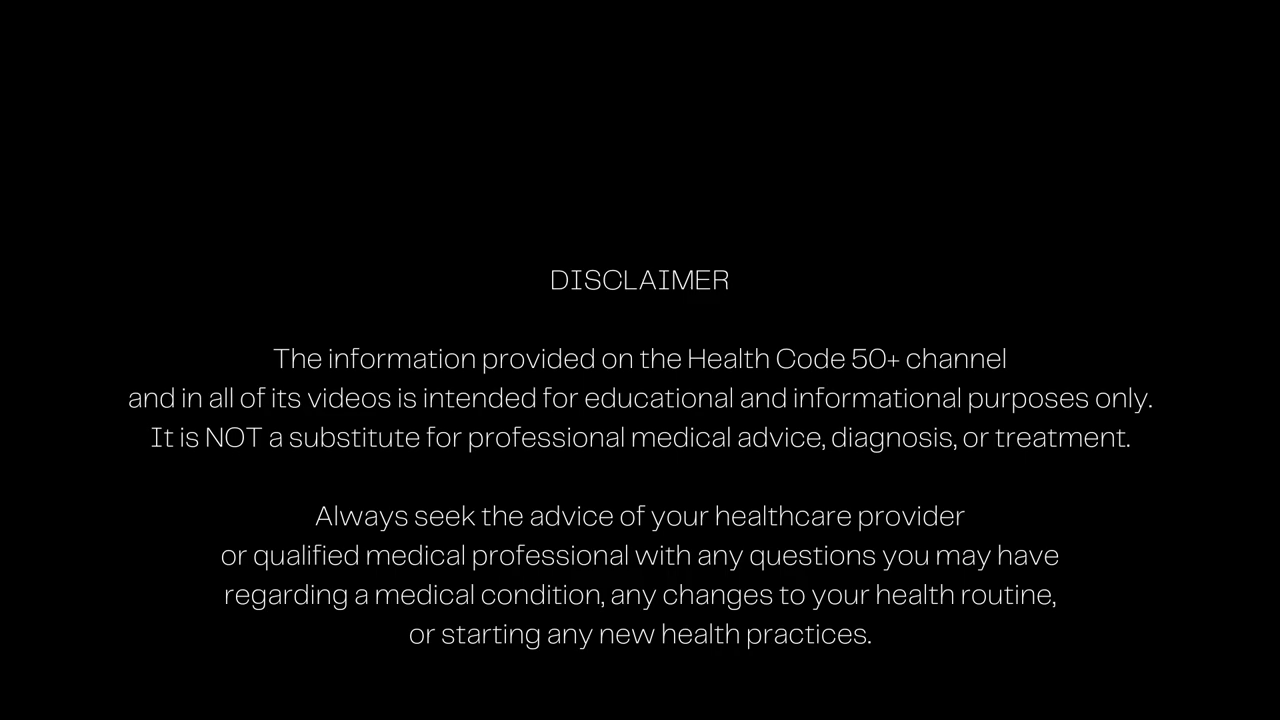 DISCLAIMER
The information provided on the Health Code 50+ channel
and in all of its videos is intended for educational and informational purposes only.
It is NOT a substitute for professional medical advice, diagnosis, or treatment.
Always seek the advice of your healthcare provider
or qualified medical professional with any questions you may have
regarding a medical condition, any changes to your health routine,
or starting any new health practices.